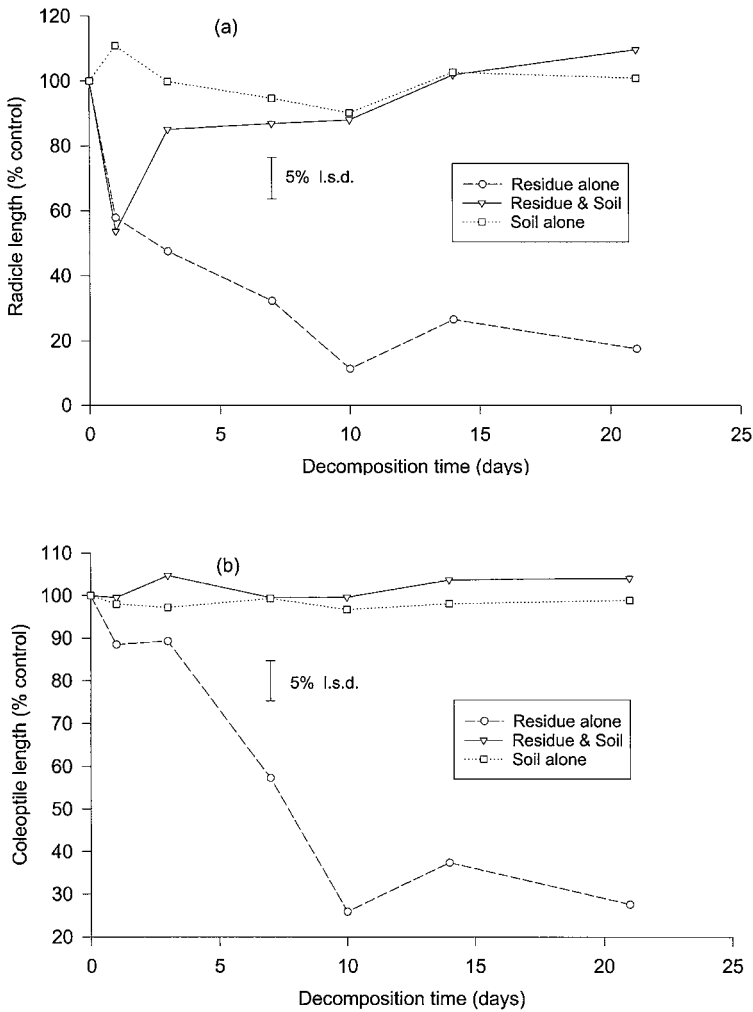 (a)
120
100
80
60
40
20
0
Radicle length (% control)
5% l.s.d.
Residue alone
Residue & Soil
Soil alone
0 5 10 15 20 25
Decomposition time (days)
(b)
110
100
90
80
70
60
50
40
30
20
Coleoptile length (% control)
5% l.s.d.
Residue alone
Residue & Soil
Soil alone
0 5 10 15 20 25
Decomposition time (days)